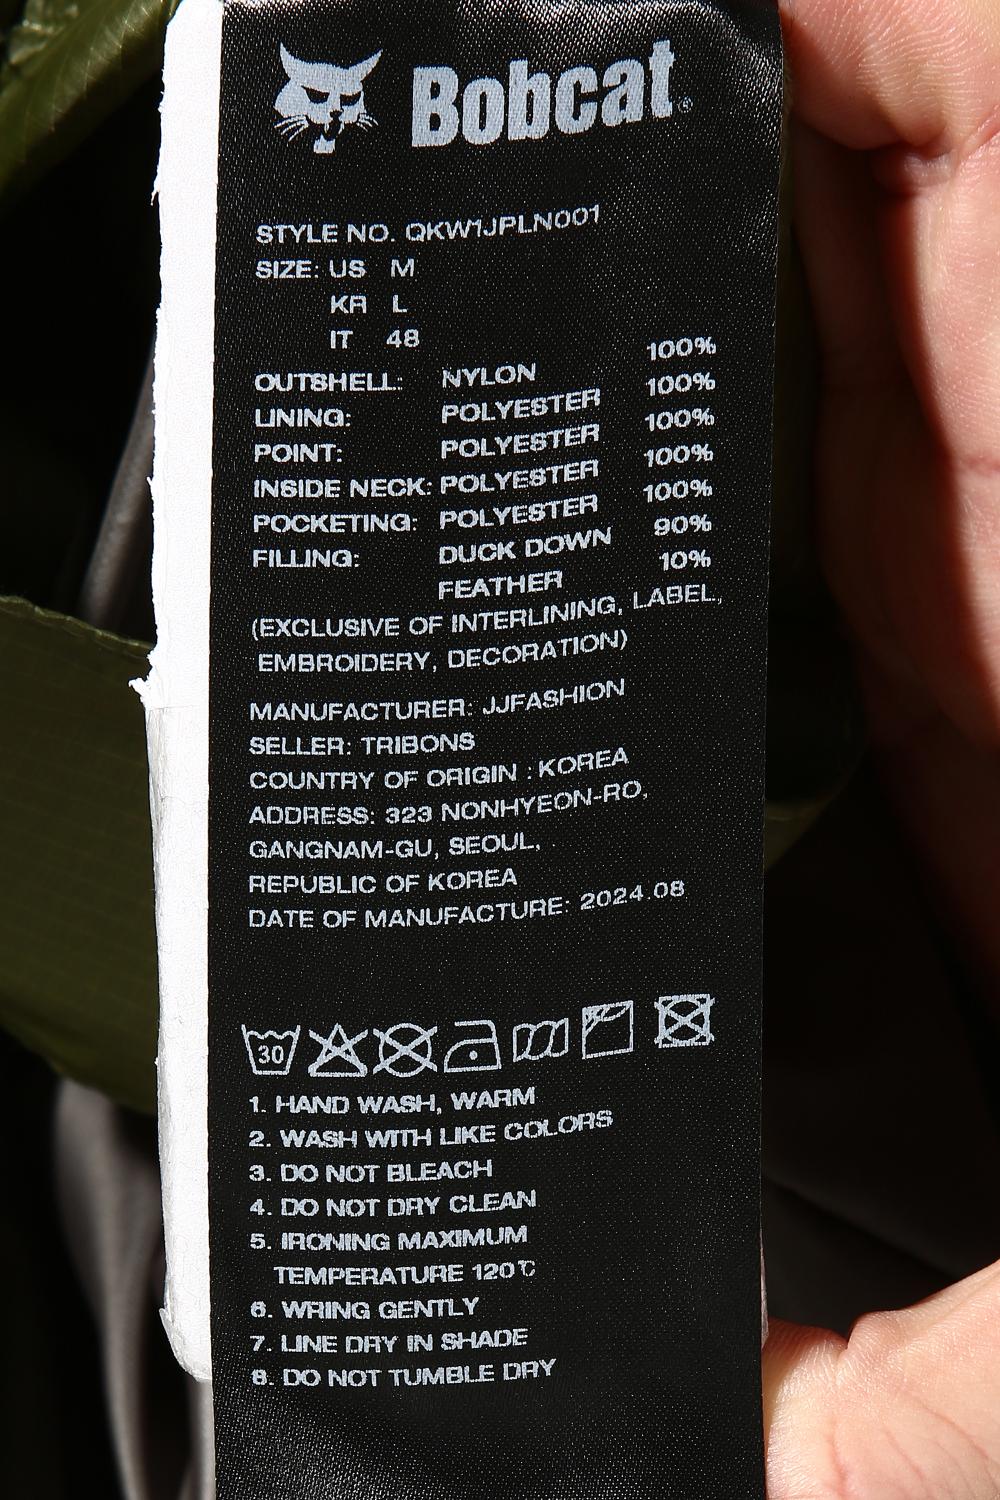 Bobcat®
STYLE NO. QKW1JPLN001
SIZE: US M
KR L
IT 48
OUTSHELL: NYLON 100%
LINING: POLYESTER 100%
POINT: POLYESTER 100%
INSIDE NECK: POLYESTER 100%
POCKETING: POLYESTER 100%
FILLING: DUCK DOWN 90%
FEATHER 10%
(EXCLUSIVE OF INTERLINING, LABEL,
EMBROIDERY, DECORATION)
MANUFACTURER: JJFASHION
SELLER: TRIBONS
COUNTRY OF ORIGIN : KOREA
ADDRESS: 323 NONHYEON-RO,
GANGNAM-GU, SEOUL,
REPUBLIC OF KOREA
DATE OF MANUFACTURE: 2024.08
30
1. HAND WASH, WARM
2. WASH WITH LIKE COLORS
3. DO NOT BLEACH
4. DO NOT DRY CLEAN
5. IRONING MAXIMUM
TEMPERATURE 120℃
6. WRING GENTLY
7. LINE DRY IN SHADE
8. DO NOT TUMBLE DRY